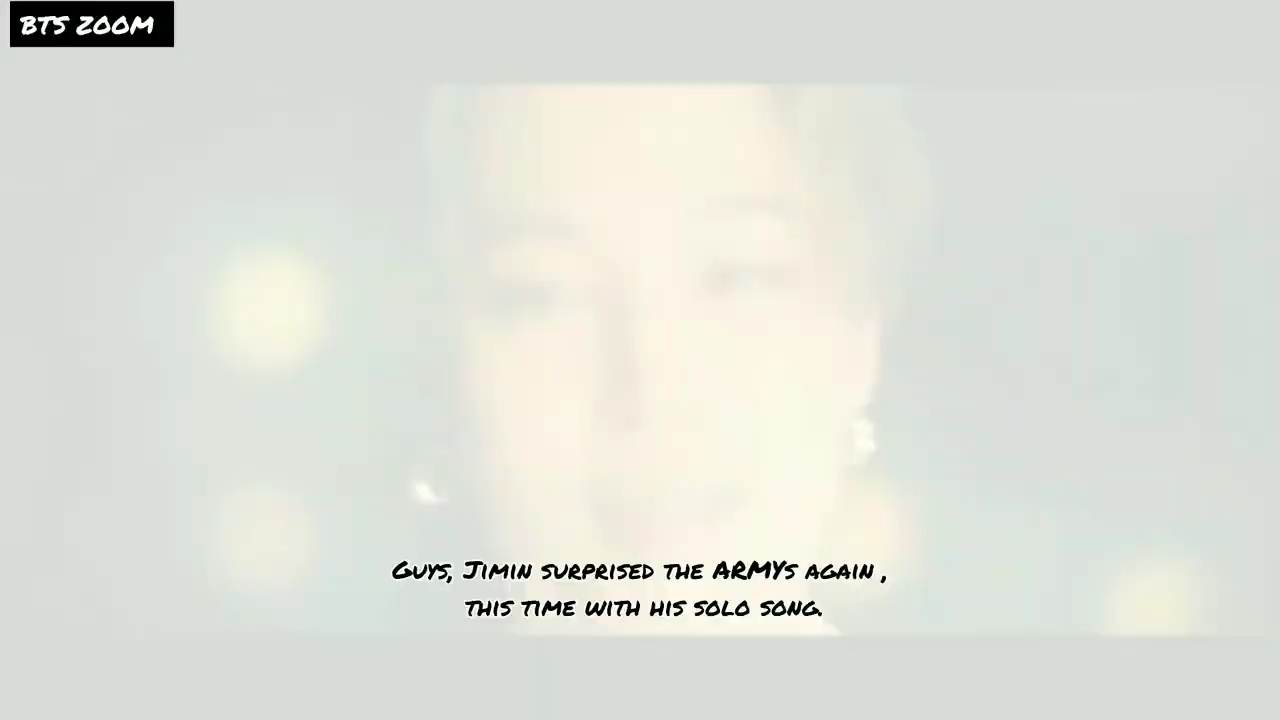 BTS ZOOM
Guys, Jimin surprised the ARMYs again ,
this time with his solo song.